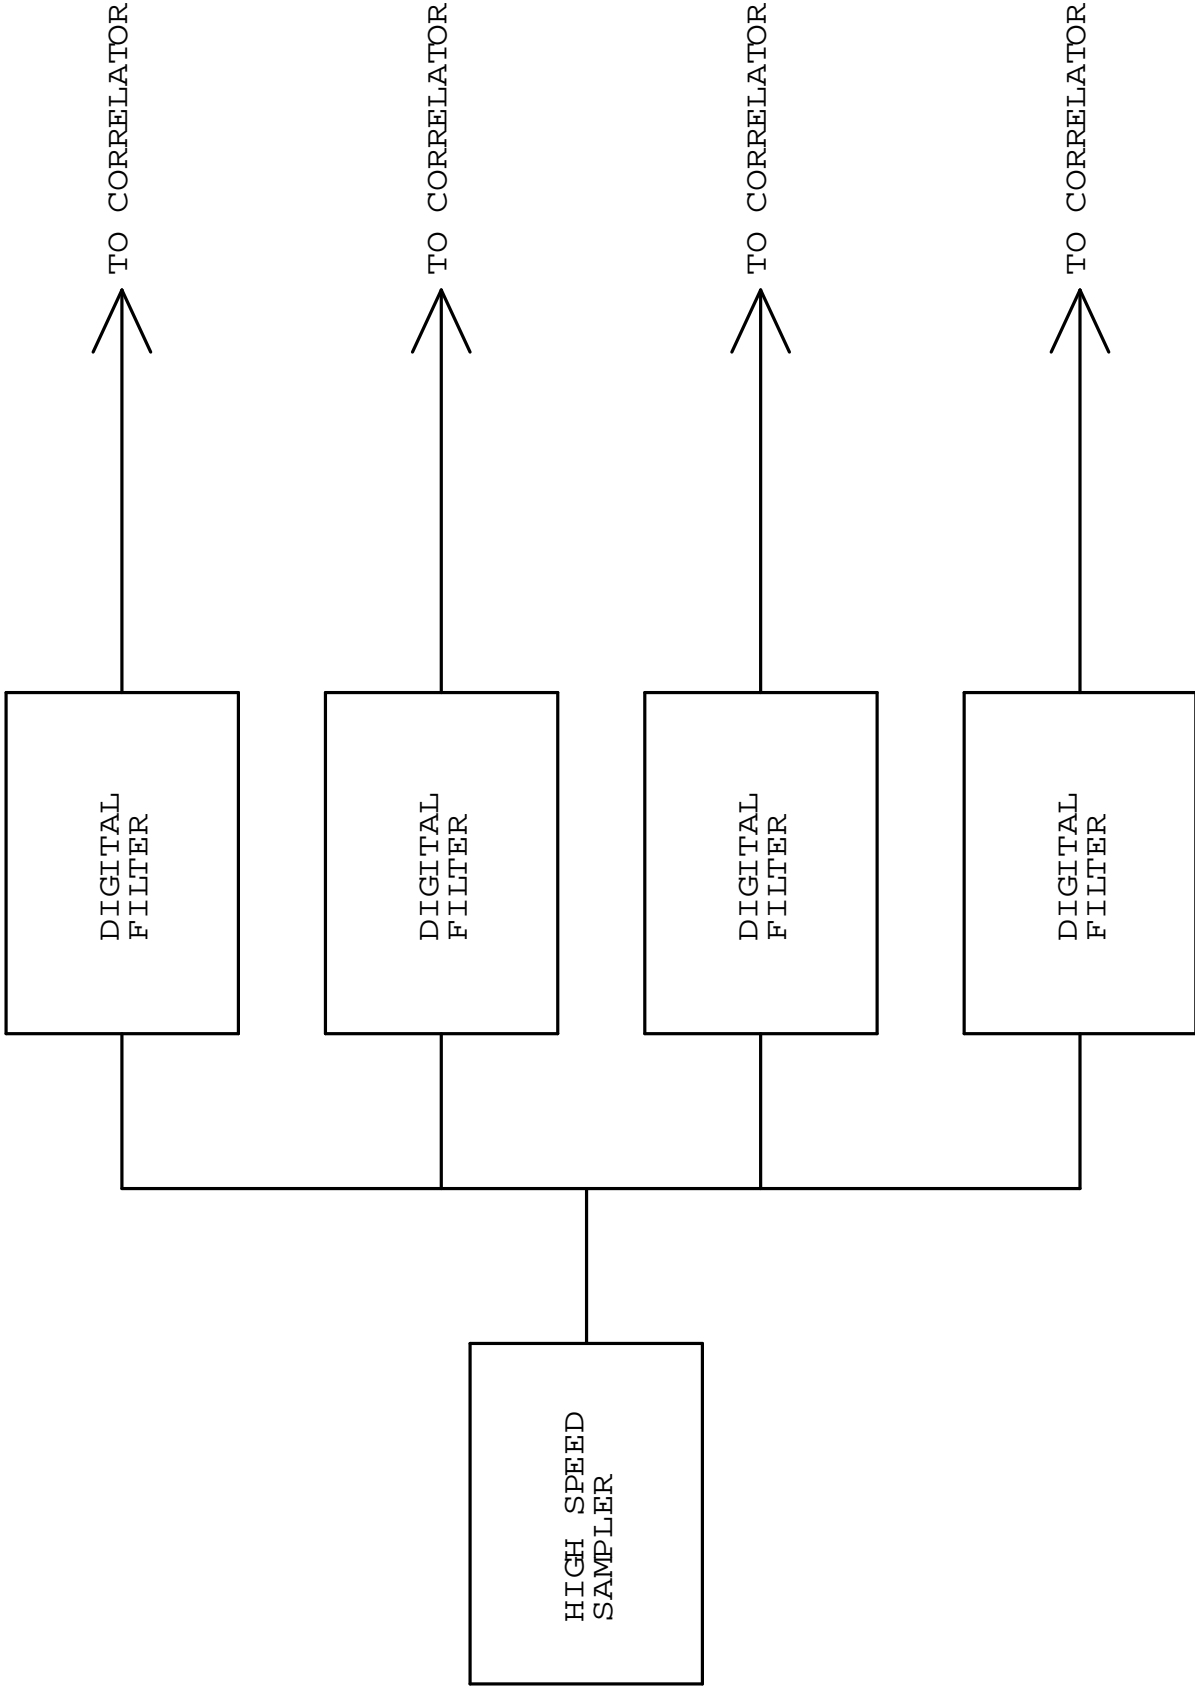 HIGH SPEED
SAMPLER
DIGITAL
FILTER
TO CORRELATOR
DIGITAL
FILTER
TO CORRELATOR
DIGITAL
FILTER
TO CORRELATOR
DIGITAL
FILTER
TO CORRELATOR